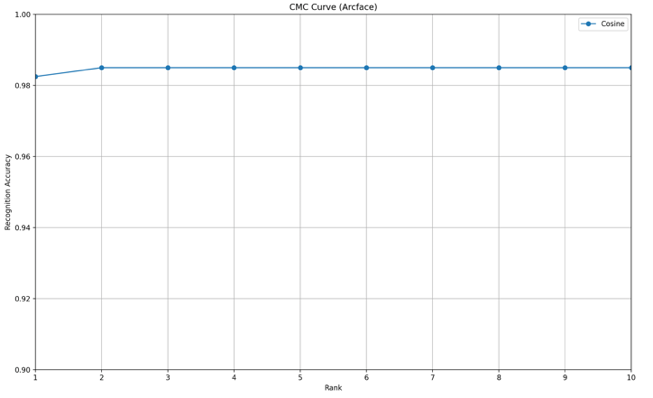 CMC Curve (Arcface)
1.00
Cosine
0.98
0.96
Recognition Accuracy
0.94
0.92
0.90
1 2 3 4 5 6 7 8 9 10
Rank